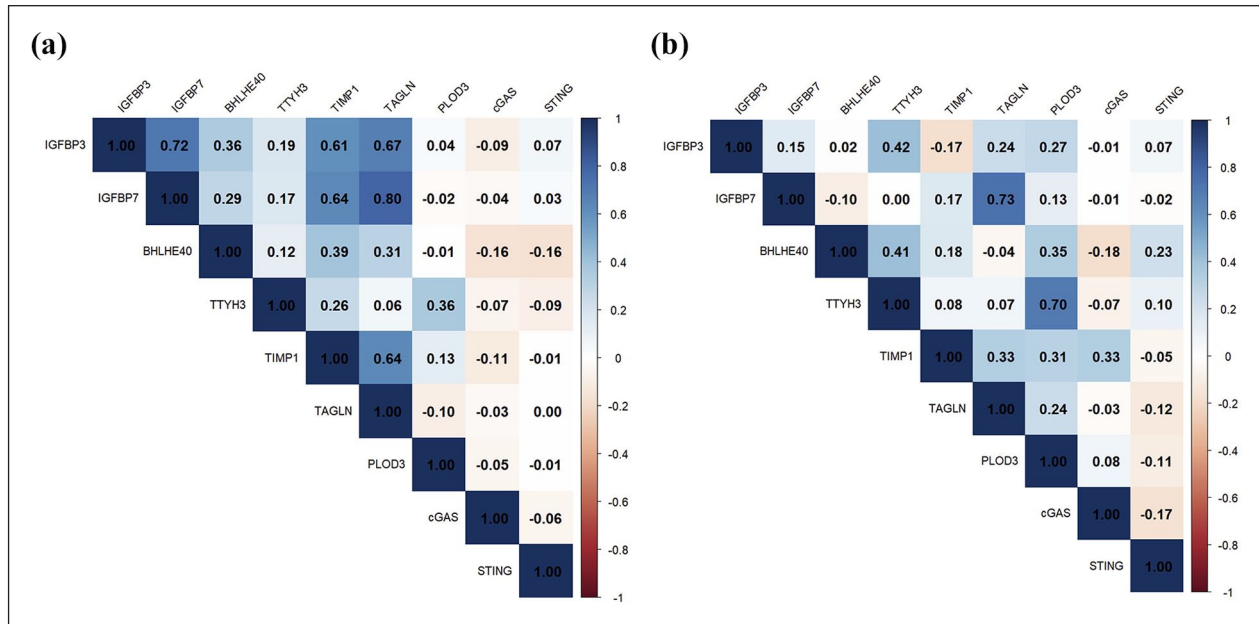 (a)
IGFBP3 IGFBP7 BHLHE40 TTYH3 TIMP1 TAGLN PLOD3 cGAS STING
IGFBP3 1.00 0.72 0.36 0.19 0.61 0.67 0.04 -0.09 0.07
IGFBP7 1.00 0.29 0.17 0.64 0.80 -0.02 -0.04 0.03
BHLHE40 1.00 0.12 0.39 0.31 -0.01 -0.16 -0.16
TTYH3 1.00 0.26 0.06 0.36 -0.07 -0.09
TIMP1 1.00 0.64 0.13 -0.11 -0.01
TAGLN 1.00 -0.10 -0.03 0.00
PLOD3 1.00 -0.05 -0.01
cGAS 1.00 -0.06
STING 1.00
1
0.8
0.6
0.4
0.2
0
-0.2
-0.4
-0.6
-0.8
-1
(b)
IGFBP3 IGFBP7 BHLHE40 TTYH3 TIMP1 TAGLN PLOD3 cGAS STING
IGFBP3 1.00 0.15 0.02 0.42 -0.17 0.24 0.27 -0.01 0.07
IGFBP7 1.00 -0.10 0.00 0.17 0.73 0.13 -0.01 -0.02
BHLHE40 1.00 0.41 0.18 -0.04 0.35 -0.18 0.23
TTYH3 1.00 0.08 0.07 0.70 -0.07 0.10
TIMP1 1.00 0.33 0.31 0.33 -0.05
TAGLN 1.00 0.24 -0.03 -0.12
PLOD3 1.00 0.08 -0.11
cGAS 1.00 -0.17
STING 1.00
1
0.8
0.6
0.4
0.2
0
-0.2
-0.4
-0.6
-0.8
-1